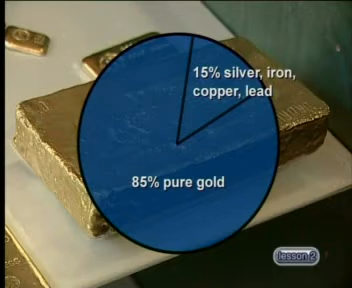 15% silver, iron,
copper, lead
85% pure gold
lesson 2